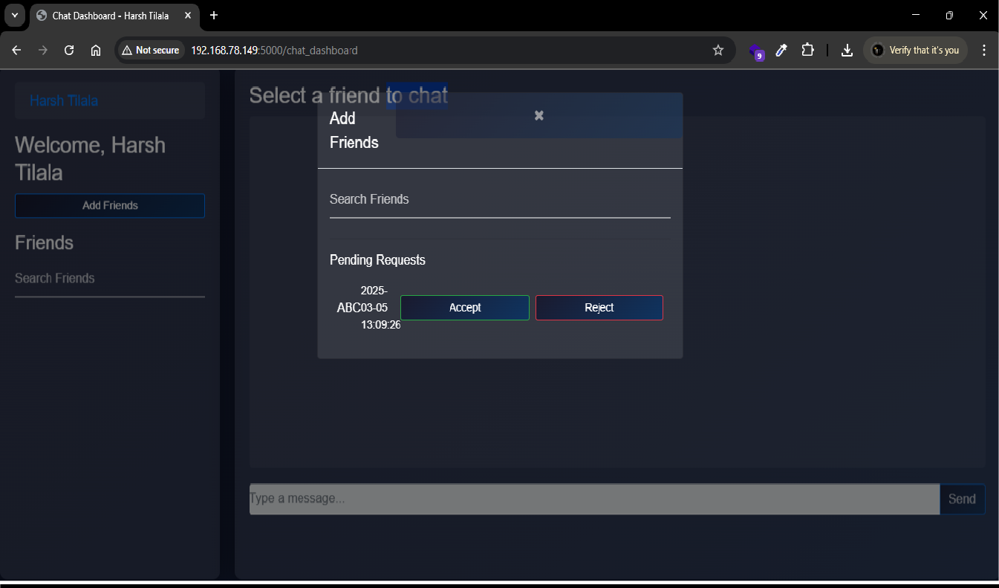 Chat Dashboard - Harsh Tilala
Not secure
192.168.78.149:5000/chat_dashboard
9
Verify that it's you
Harsh Tilala
Welcome, Harsh
Tilala
Add Friends
Friends
Search Friends
Select a friend to chat
Add
Friends
Search Friends
Pending Requests
ABC
2025-
03-05
13:09:26
Accept
Reject
Type a message...
Send